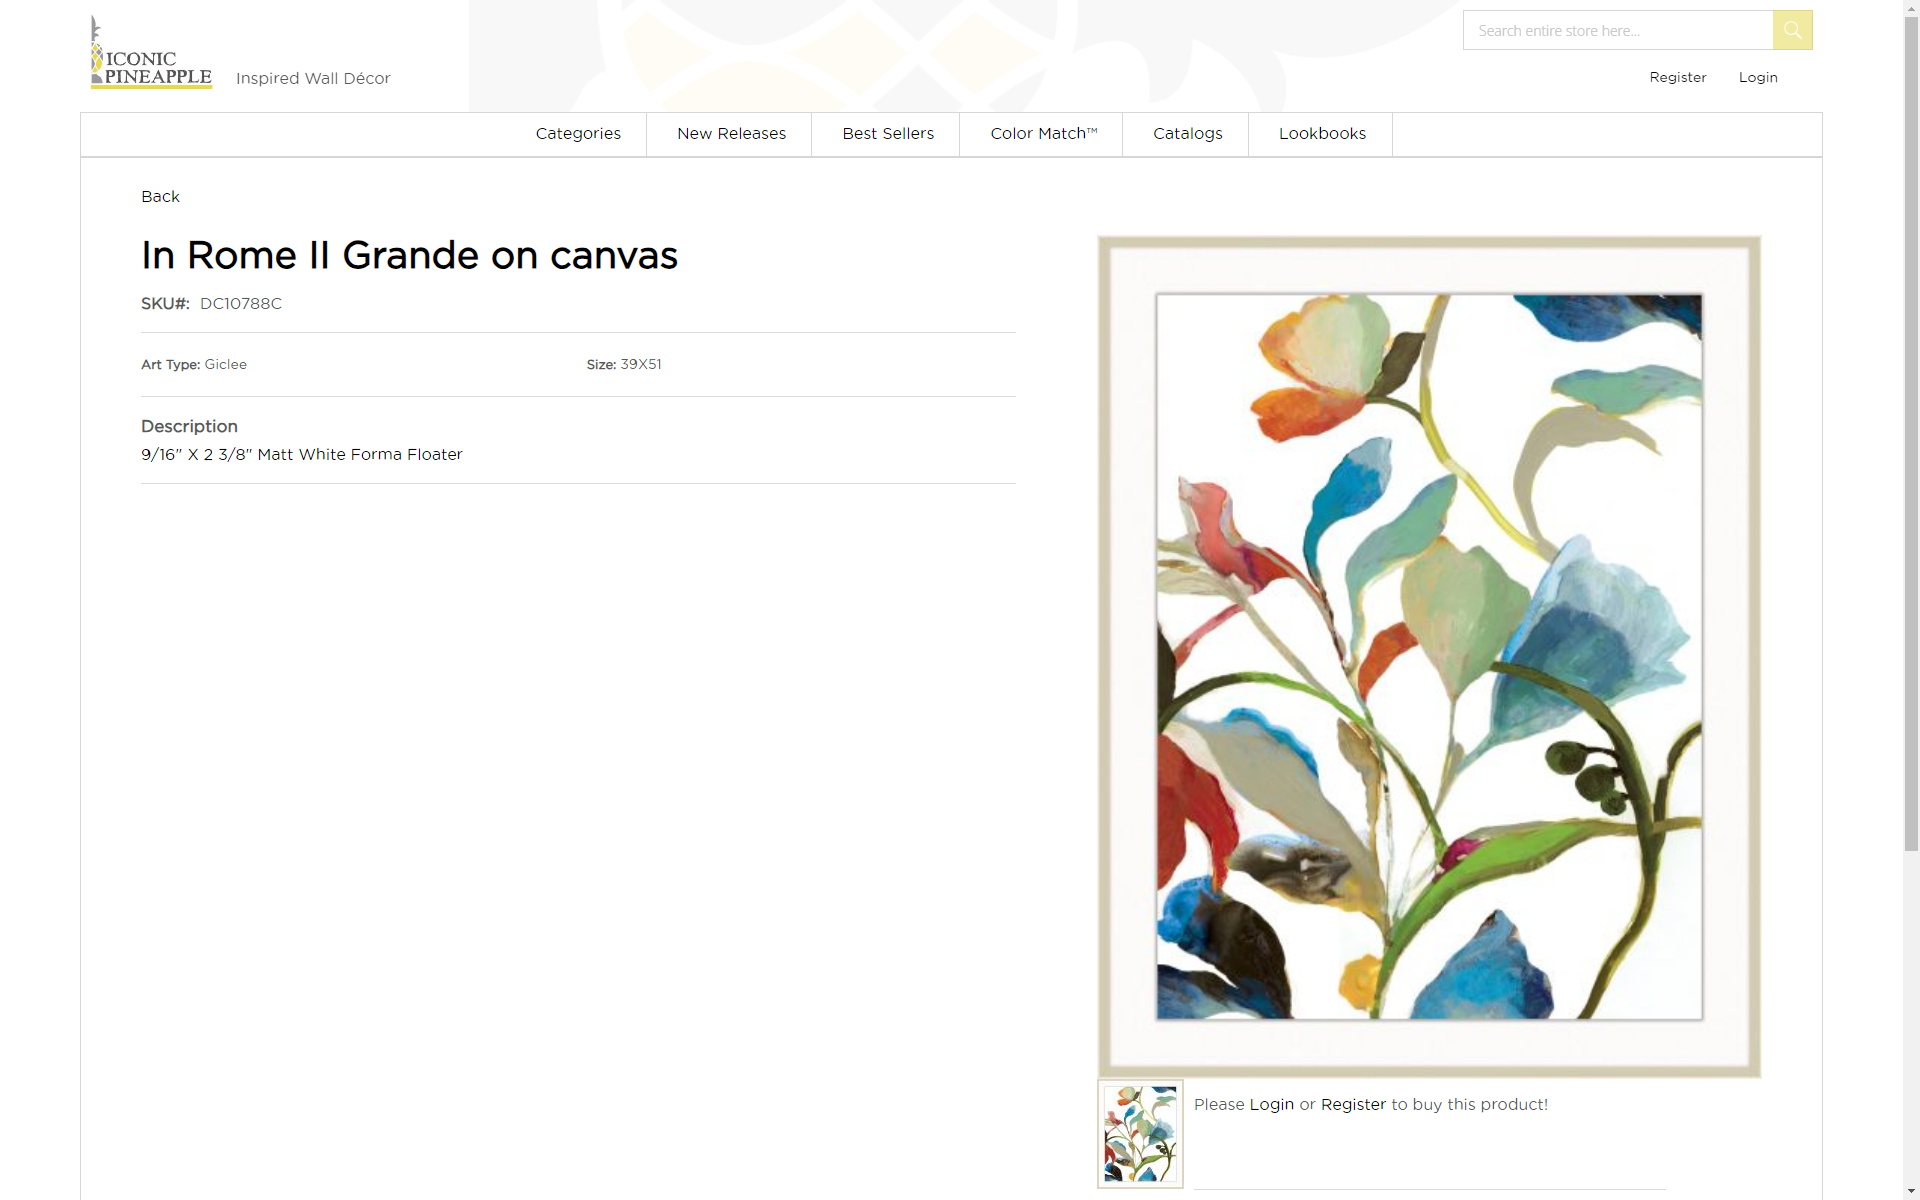 ICONIC
PINEAPPLE
Inspired Wall Décor
Search entire store here...
Register
Login
Categories
New Releases
Best Sellers
Color Match™
Catalogs
Lookbooks
Back
In Rome II Grande on canvas
SKU#: DC10788C
Art Type: Giclee
Size: 39X51
Description
9/16" X 2 3/8" Matt White Forma Floater
Please Login or Register to buy this product!